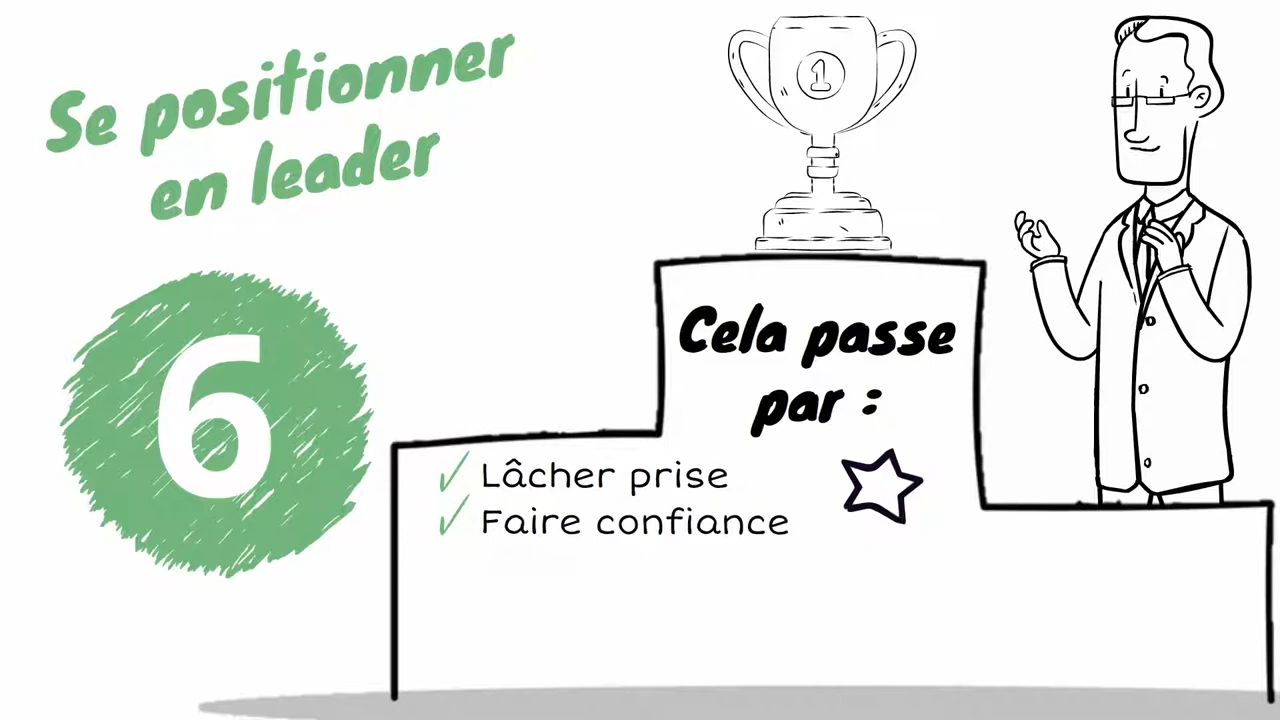 Se positionner
en leader
6
1
Cela passe
par :
Lâcher prise
Faire confiance